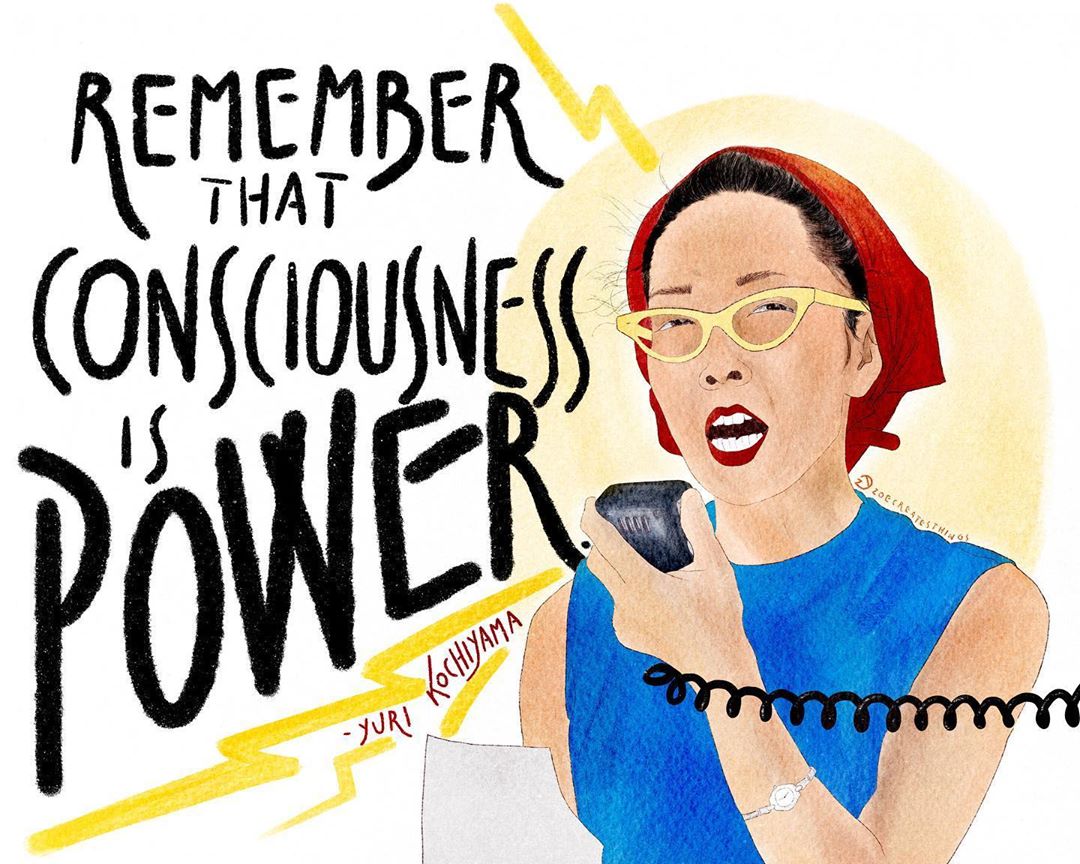 REMEMBER
THAT
CONSCIOUSNESS
IS
POWER.
- YURI KOCHIYAMA
ZOECREATESTHINGS